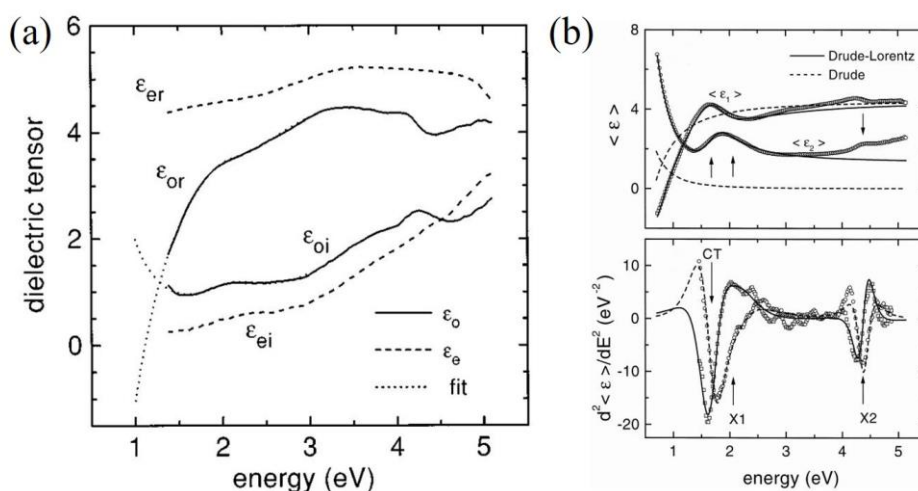 (a)
dielectric tensor
6
4
2
0
ε_er
ε_or
ε_oi
ε_ei
ε_o
ε_e
fit
1 2 3 4 5
energy (eV)
(b)
<ε>
8
4
0
Drude-Lorentz
Drude
<ε₁>
<ε₂>
d²<ε>/dE² (eV⁻²)
10
0
-10
-20
CT
X1
X2
1 2 3 4 5
energy (eV)